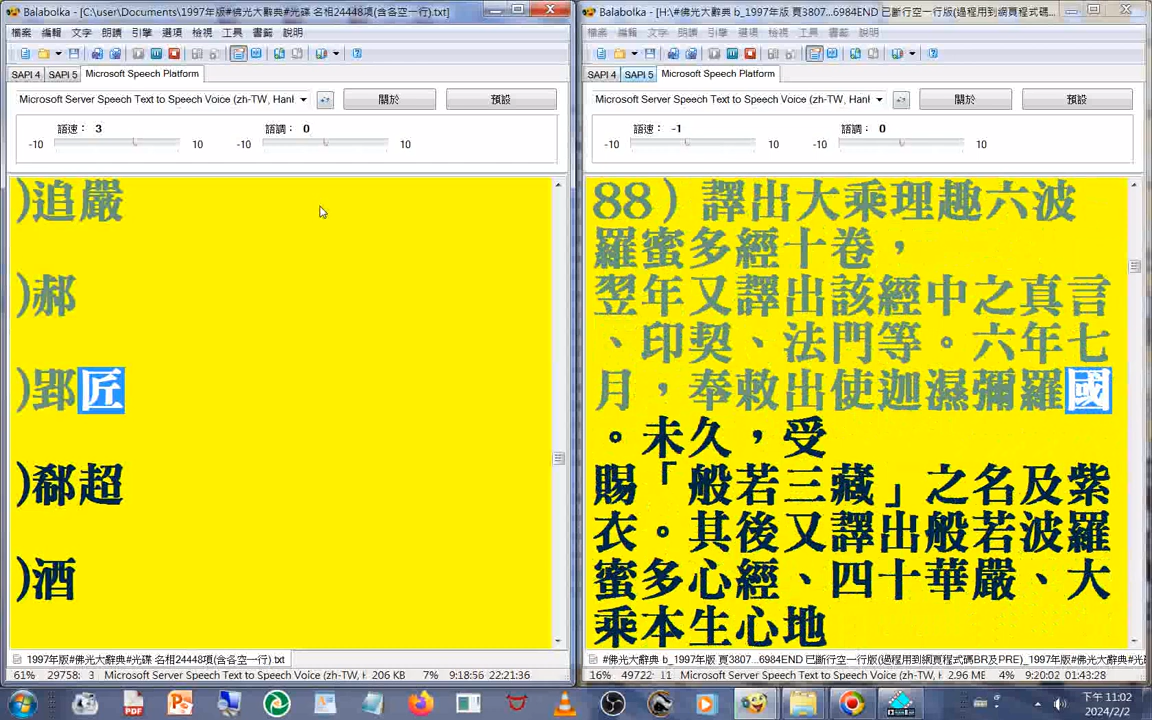 Balabolka - [C:\user\Documents\1997年版#佛光大辭典#光碟 名相24448項(含各空一行).txt]
檔案 編輯 文字 朗讀 引擎 選項 檢視 工具 書籤 說明
SAPI 4 SAPI 5 Microsoft Speech Platform
Microsoft Server Speech Text to Speech Voice (zh-TW, Hanl
關於
預設
語速： 3
語調： 0
-10 10 -10 10
)追嚴
)郝
)郢匠
)郗超
)酒
1997年版#佛光大辭典#光碟 名相24448項(含各空一行).txt
61% 29758: 3 Microsoft Server Speech Text to Speech Voice (zh-TW, H 206 KB 7% 9:18:56 22:21:36
Balabolka - [H:\#佛光大辭典 b_1997年版 頁3807...6984END 已斷行空一行版(過程用到網頁程式碼...
檔案 編輯 文字 朗讀 引擎 選項 檢視 工具 書籤 說明
SAPI 4 SAPI 5 Microsoft Speech Platform
Microsoft Server Speech Text to Speech Voice (zh-TW, Hanl
關於
預設
語速： -1
語調： 0
-10 10 -10 10
88）譯出大乘理趣六波
羅蜜多經十卷，
翌年又譯出該經中之真言
、印契、法門等。六年七
月，奉敕出使迦濕彌羅國
。未久，受
賜「般若三藏」之名及紫
衣。其後又譯出般若波羅
蜜多心經、四十華嚴、大
乘本生心地
#佛光大辭典 b_1997年版 頁3807...6984END 已斷行空一行版(過程用到網頁程式碼BR及PRE)_1997年版#佛光
16% 49722: 11 Microsoft Server Speech Text to Speech Voice (zh-TW, H 2.96 ME 4% 9:20:02 01:43:28
下午 11:02
2024/2/2